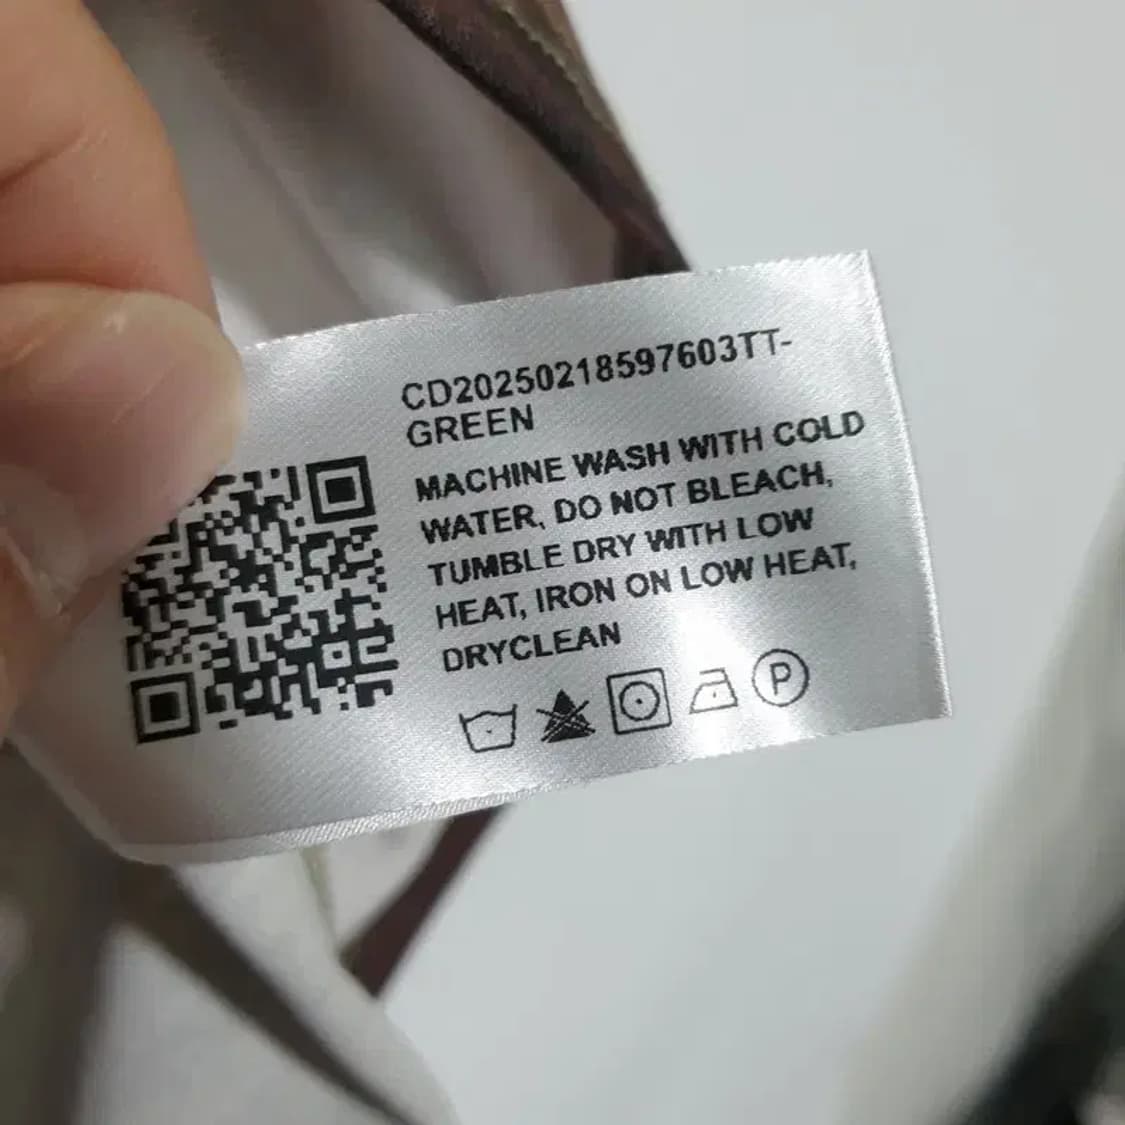 CD20250218597603TT-
GREEN
MACHINE WASH WITH COLD
WATER, DO NOT BLEACH,
TUMBLE DRY WITH LOW
HEAT, IRON ON LOW HEAT,
DRYCLEAN
P